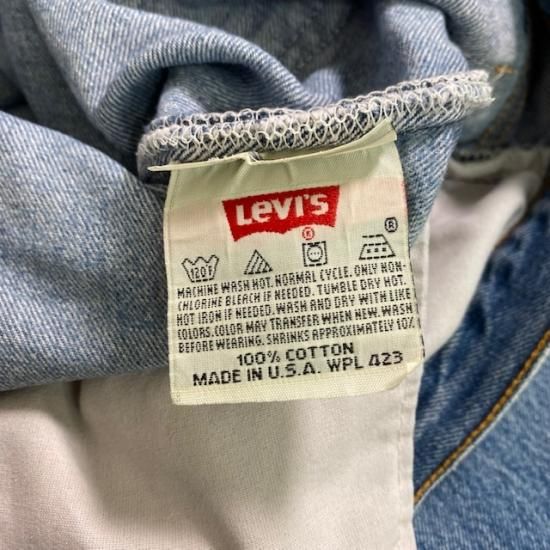 Levi's
®
®
120F
MACHINE WASH HOT. NORMAL CYCLE. ONLY NON-
CHLORINE BLEACH IF NEEDED. TUMBLE DRY HOT.
HOT IRON IF NEEDED. WASH AND DRY WITH LIKE
COLORS. COLOR MAY TRANSFER WHEN NEW. WASH
BEFORE WEARING. SHRINKS APPROXIMATELY 10%
100% COTTON
MADE IN U.S.A. WPL 423